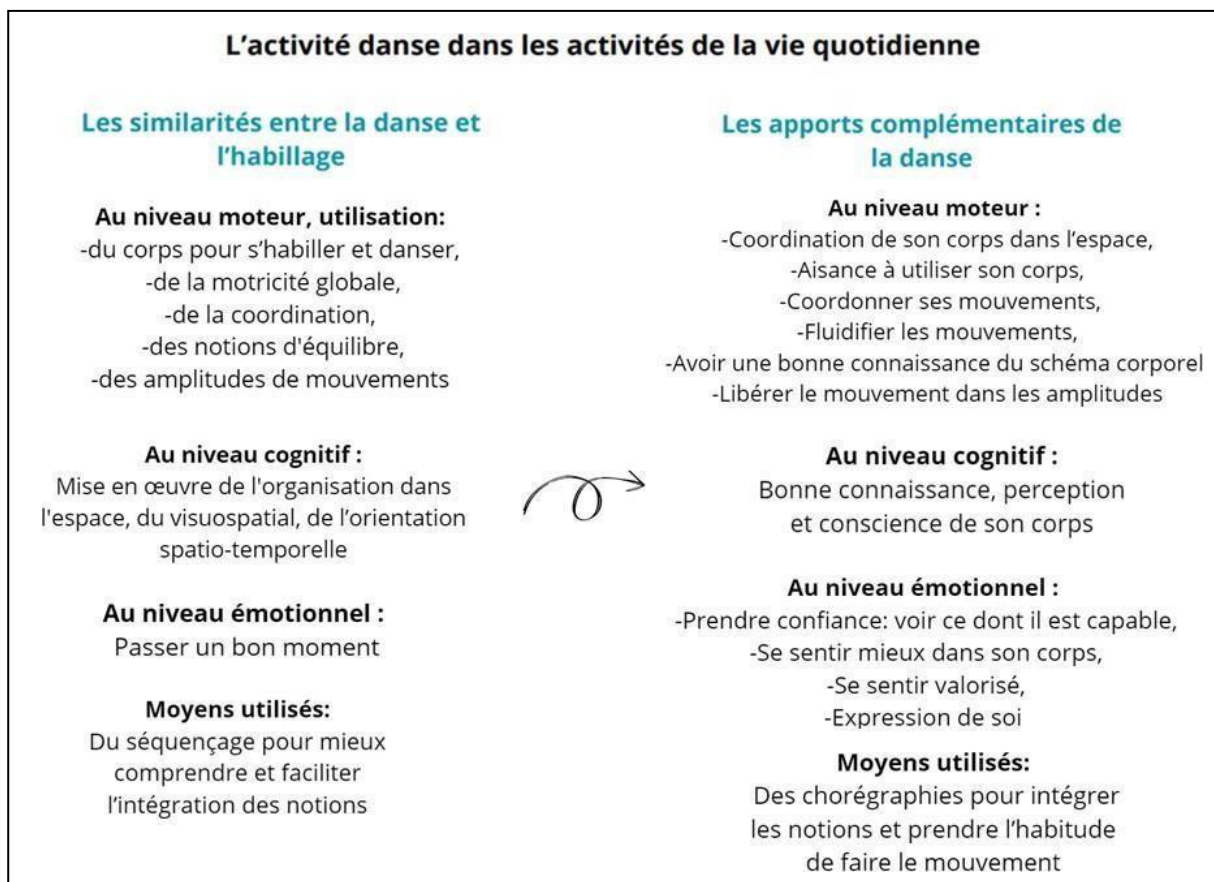 L’activité danse dans les activités de la vie quotidienne
Les similarités entre la danse et
l’habillage
Au niveau moteur, utilisation:
-du corps pour s’habiller et danser,
-de la motricité globale,
-de la coordination,
-des notions d'équilibre,
-des amplitudes de mouvements
Au niveau cognitif :
Mise en œuvre de l'organisation dans
l'espace, du visuospatial, de l’orientation
spatio-temporelle
Au niveau émotionnel :
Passer un bon moment
Moyens utilisés:
Du séquençage pour mieux
comprendre et faciliter
l’intégration des notions
Les apports complémentaires de
la danse
Au niveau moteur :
-Coordination de son corps dans l’espace,
-Aisance à utiliser son corps,
-Coordonner ses mouvements,
-Fluidifier les mouvements,
-Avoir une bonne connaissance du schéma corporel
-Libérer le mouvement dans les amplitudes
Au niveau cognitif :
Bonne connaissance, perception
et conscience de son corps
Au niveau émotionnel :
-Prendre confiance: voir ce dont il est capable,
-Se sentir mieux dans son corps,
-Se sentir valorisé,
-Expression de soi
Moyens utilisés:
Des chorégraphies pour intégrer
les notions et prendre l’habitude
de faire le mouvement